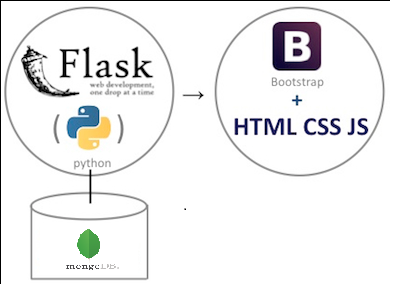 Flask
web development,
one drop at a time
( )
python
→
B
Bootstrap
+
HTML CSS JS
mongoDB.